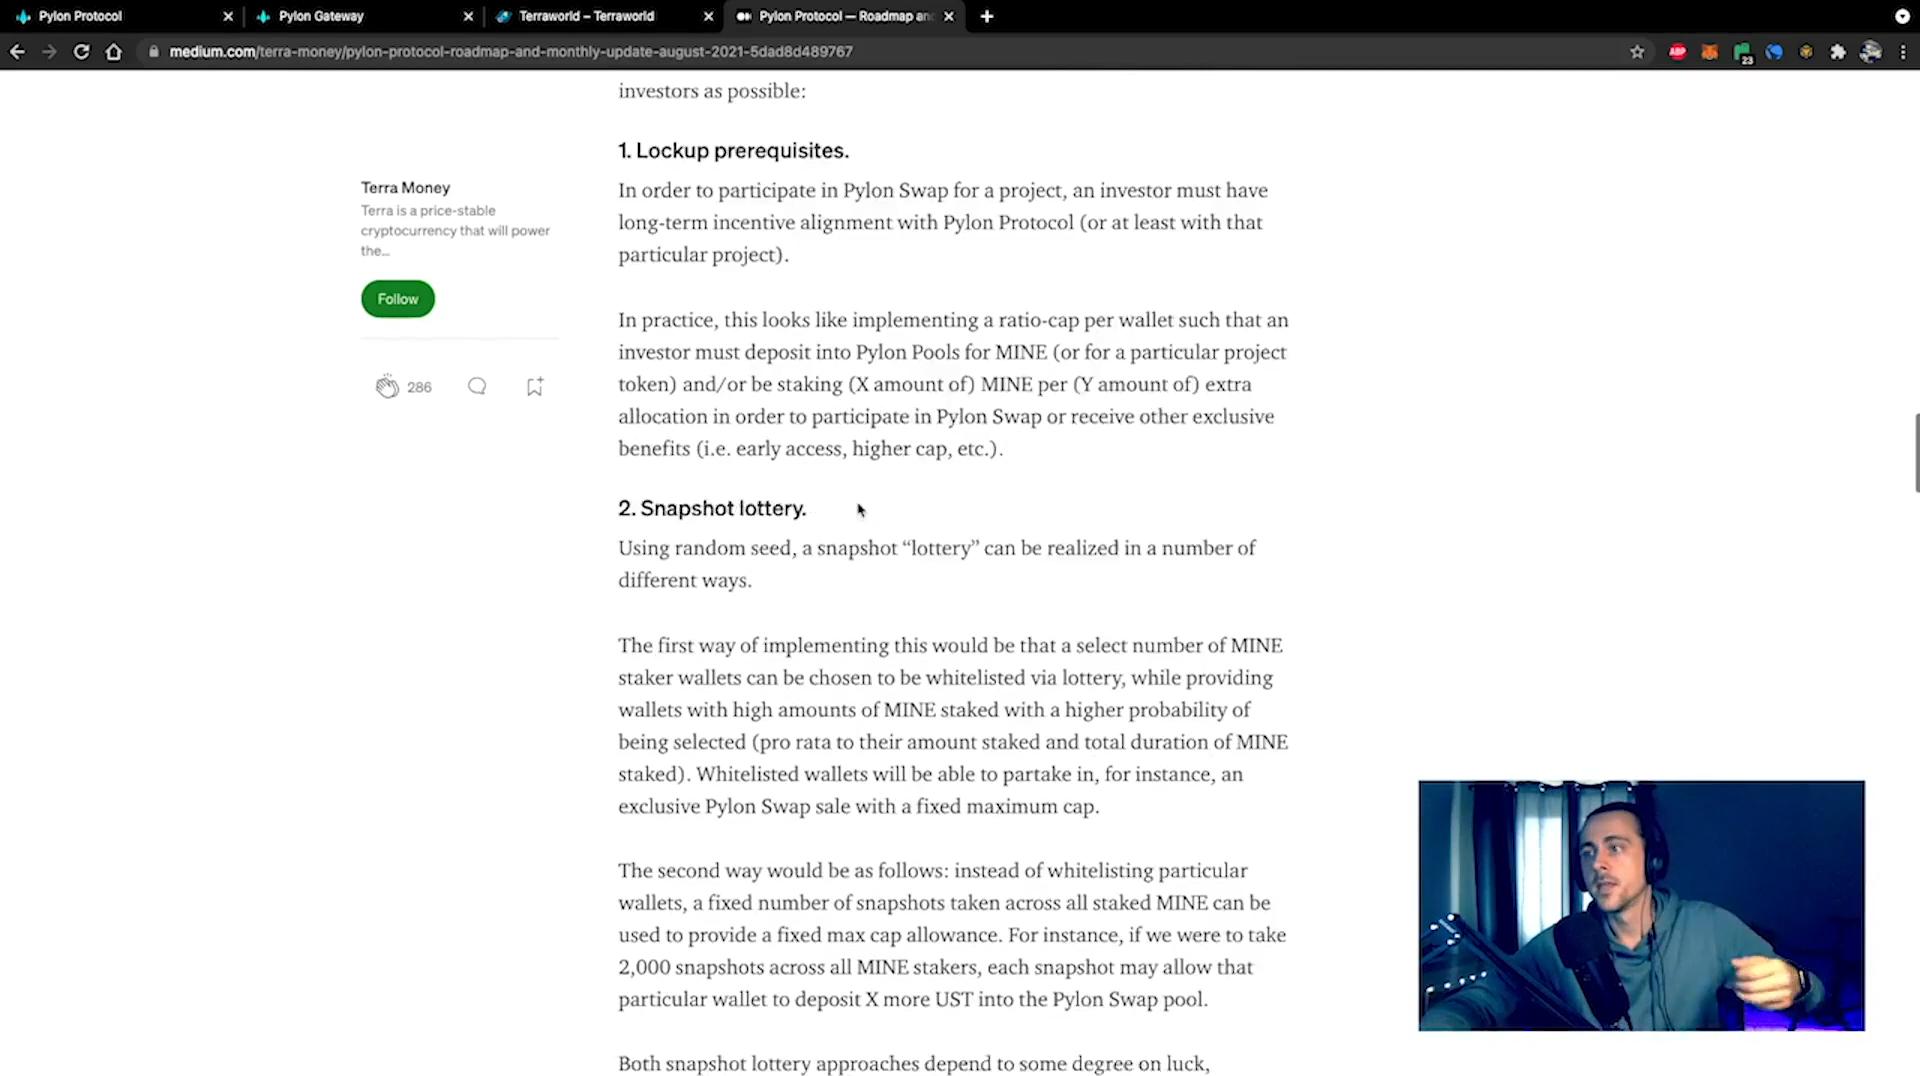 Pylon Protocol
Pylon Gateway
Terraworld – Terraworld
Pylon Protocol — Roadmap an
medium.com/terra-money/pylon-protocol-roadmap-and-monthly-update-august-2021-5dad8d489767
ABP
23
investors as possible:
1. Lockup prerequisites.
In order to participate in Pylon Swap for a project, an investor must have
long-term incentive alignment with Pylon Protocol (or at least with that
particular project).
In practice, this looks like implementing a ratio-cap per wallet such that an
investor must deposit into Pylon Pools for MINE (or for a particular project
token) and/or be staking (X amount of) MINE per (Y amount of) extra
allocation in order to participate in Pylon Swap or receive other exclusive
benefits (i.e. early access, higher cap, etc.).
2. Snapshot lottery.
Using random seed, a snapshot “lottery” can be realized in a number of
different ways.
The first way of implementing this would be that a select number of MINE
staker wallets can be chosen to be whitelisted via lottery, while providing
wallets with high amounts of MINE staked with a higher probability of
being selected (pro rata to their amount staked and total duration of MINE
staked). Whitelisted wallets will be able to partake in, for instance, an
exclusive Pylon Swap sale with a fixed maximum cap.
The second way would be as follows: instead of whitelisting particular
wallets, a fixed number of snapshots taken across all staked MINE can be
used to provide a fixed max cap allowance. For instance, if we were to take
2,000 snapshots across all MINE stakers, each snapshot may allow that
particular wallet to deposit X more UST into the Pylon Swap pool.
Both snapshot lottery approaches depend to some degree on luck,
Terra Money
Terra is a price-stable
cryptocurrency that will power
the...
Follow
286